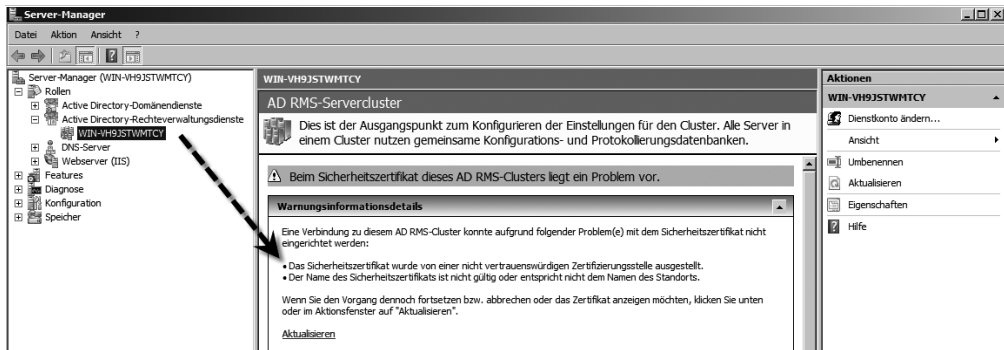 Server-Manager
Datei Aktion Ansicht ?
Server-Manager (WIN-VH9J5TWMTCY)
Rollen
Active Directory-Domänendienste
Active Directory-Rechteverwaltungsdienste
WIN-VH9J5TWMTCY
DNS-Server
Webserver (IIS)
Features
Diagnose
Konfiguration
Speicher
WIN-VH9J5TWMTCY
AD RMS-Servercluster
Dies ist der Ausgangspunkt zum Konfigurieren der Einstellungen für den Cluster. Alle Server in
einem Cluster nutzen gemeinsame Konfigurations- und Protokollierungsdatenbanken.
Beim Sicherheitszertifikat dieses AD RMS-Clusters liegt ein Problem vor.
Warnungsinformationsdetails
Eine Verbindung zu diesem AD RMS-Cluster konnte aufgrund folgender Problem(e) mit dem Sicherheitszertifikat nicht
eingerichtet werden:
• Das Sicherheitszertifikat wurde von einer nicht vertrauenswürdigen Zertifizierungsstelle ausgestellt.
• Der Name des Sicherheitszertifikats ist nicht gültig oder entspricht nicht dem Namen des Standorts.
Wenn Sie den Vorgang dennoch fortsetzen bzw. abbrechen oder das Zertifikat anzeigen möchten, klicken Sie unten
oder im Aktionsfenster auf "Aktualisieren".
Aktualisieren
Aktionen
WIN-VH9J5TWMTCY
Dienstkonto ändern...
Ansicht
Umbenennen
Aktualisieren
Eigenschaften
Hilfe